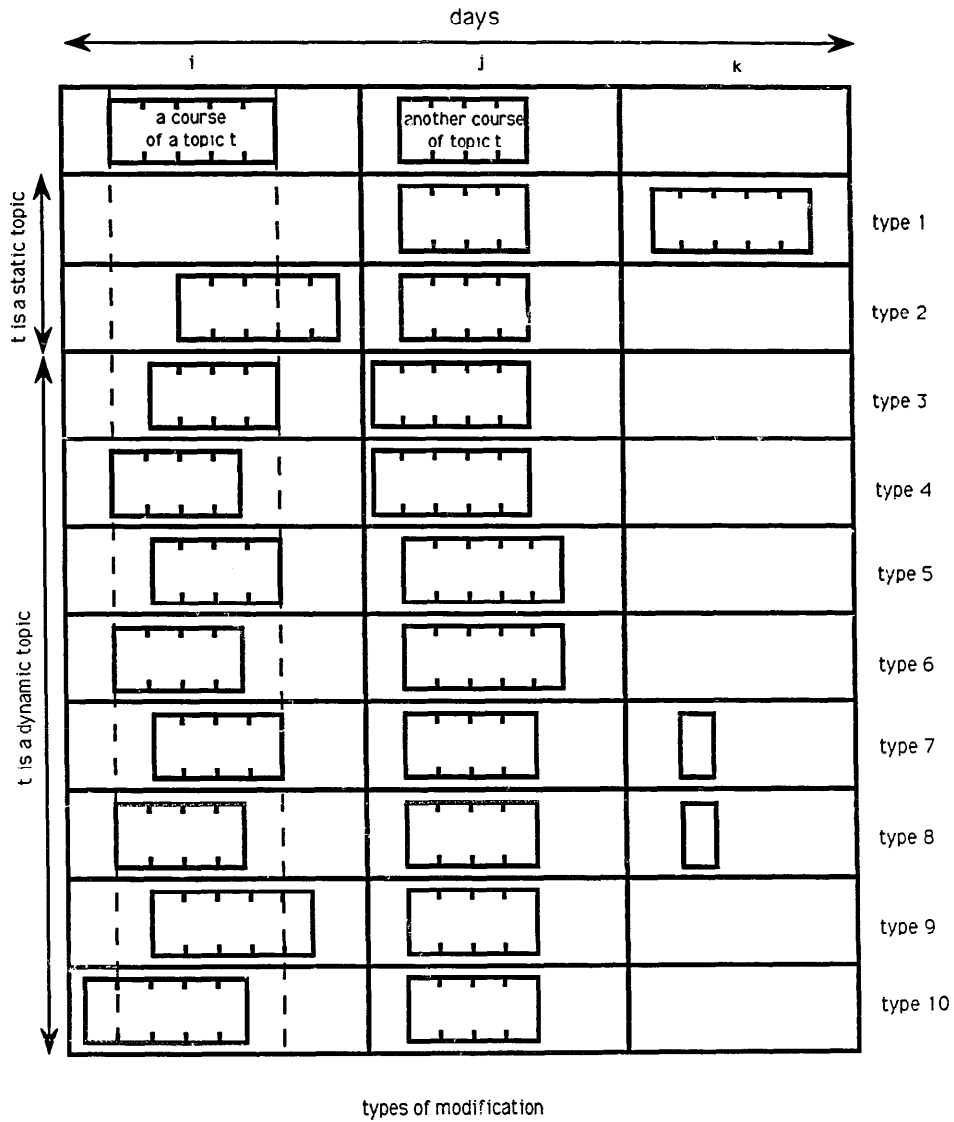 days
i j k
a course
of a topic t
another course
of topic t
t is a static topic
type 1
type 2
t is a dynamic topic
type 3
type 4
type 5
type 6
type 7
type 8
type 9
type 10
types of modification